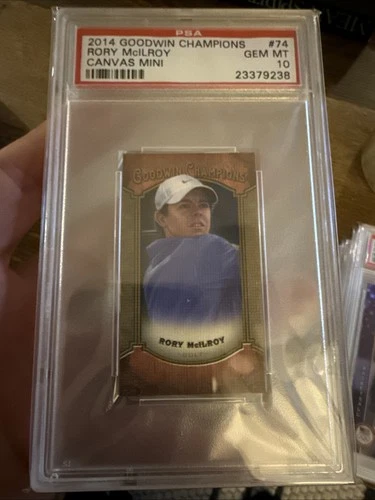 PSA
2014 GOODWIN CHAMPIONS #74
RORY McILROY GEM MT
CANVAS MINI 10
23379238
GOODWIN CHAMPIONS
RORY McILROY
GOLF